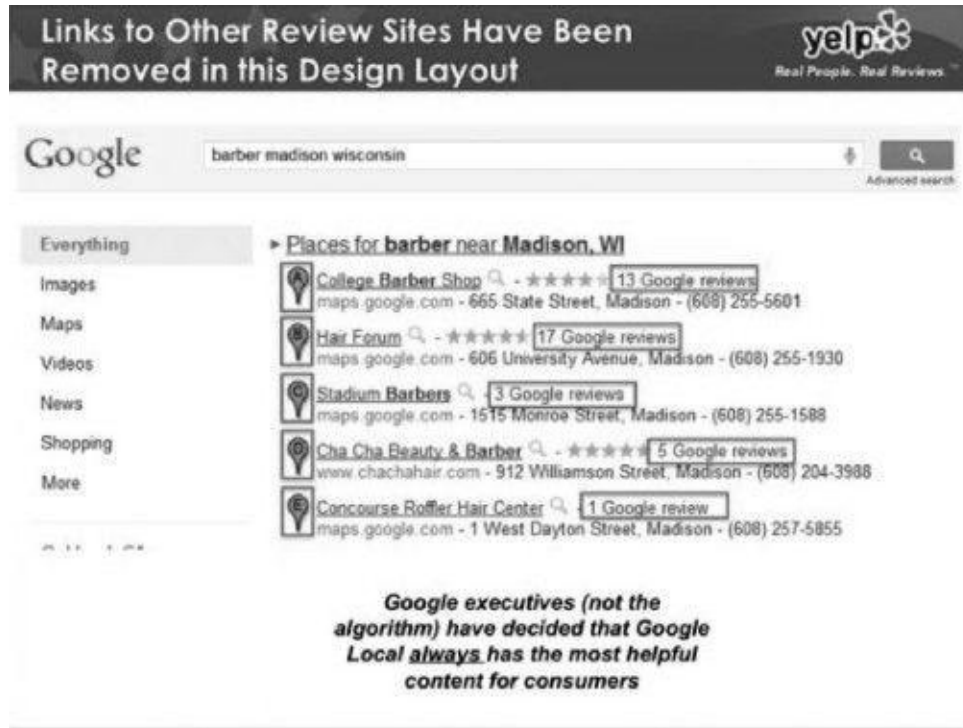 Links to Other Review Sites Have Been
Removed in this Design Layout
yelp
Real People. Real Reviews.™
Google
barber madison wisconsin
Advanced search
Everything
Images
Maps
Videos
News
Shopping
More
▸ Places for barber near Madison, WI
A College Barber Shop - ★★★★★ 13 Google reviews
maps.google.com - 665 State Street, Madison - (608) 255-5601
B Hair Forum - ★★★★★ 17 Google reviews
maps.google.com - 606 University Avenue, Madison - (608) 255-1930
C Stadium Barbers - 3 Google reviews
maps.google.com - 1515 Monroe Street, Madison - (608) 255-1588
D Cha Cha Beauty & Barber - ★★★★★ 5 Google reviews
www.chachahair.com - 912 Williamson Street, Madison - (608) 204-3988
E Concourse Roffler Hair Center - 1 Google review
maps.google.com - 1 West Dayton Street, Madison - (608) 257-5855
Google executives (not the
algorithm) have decided that Google
Local always has the most helpful
content for consumers